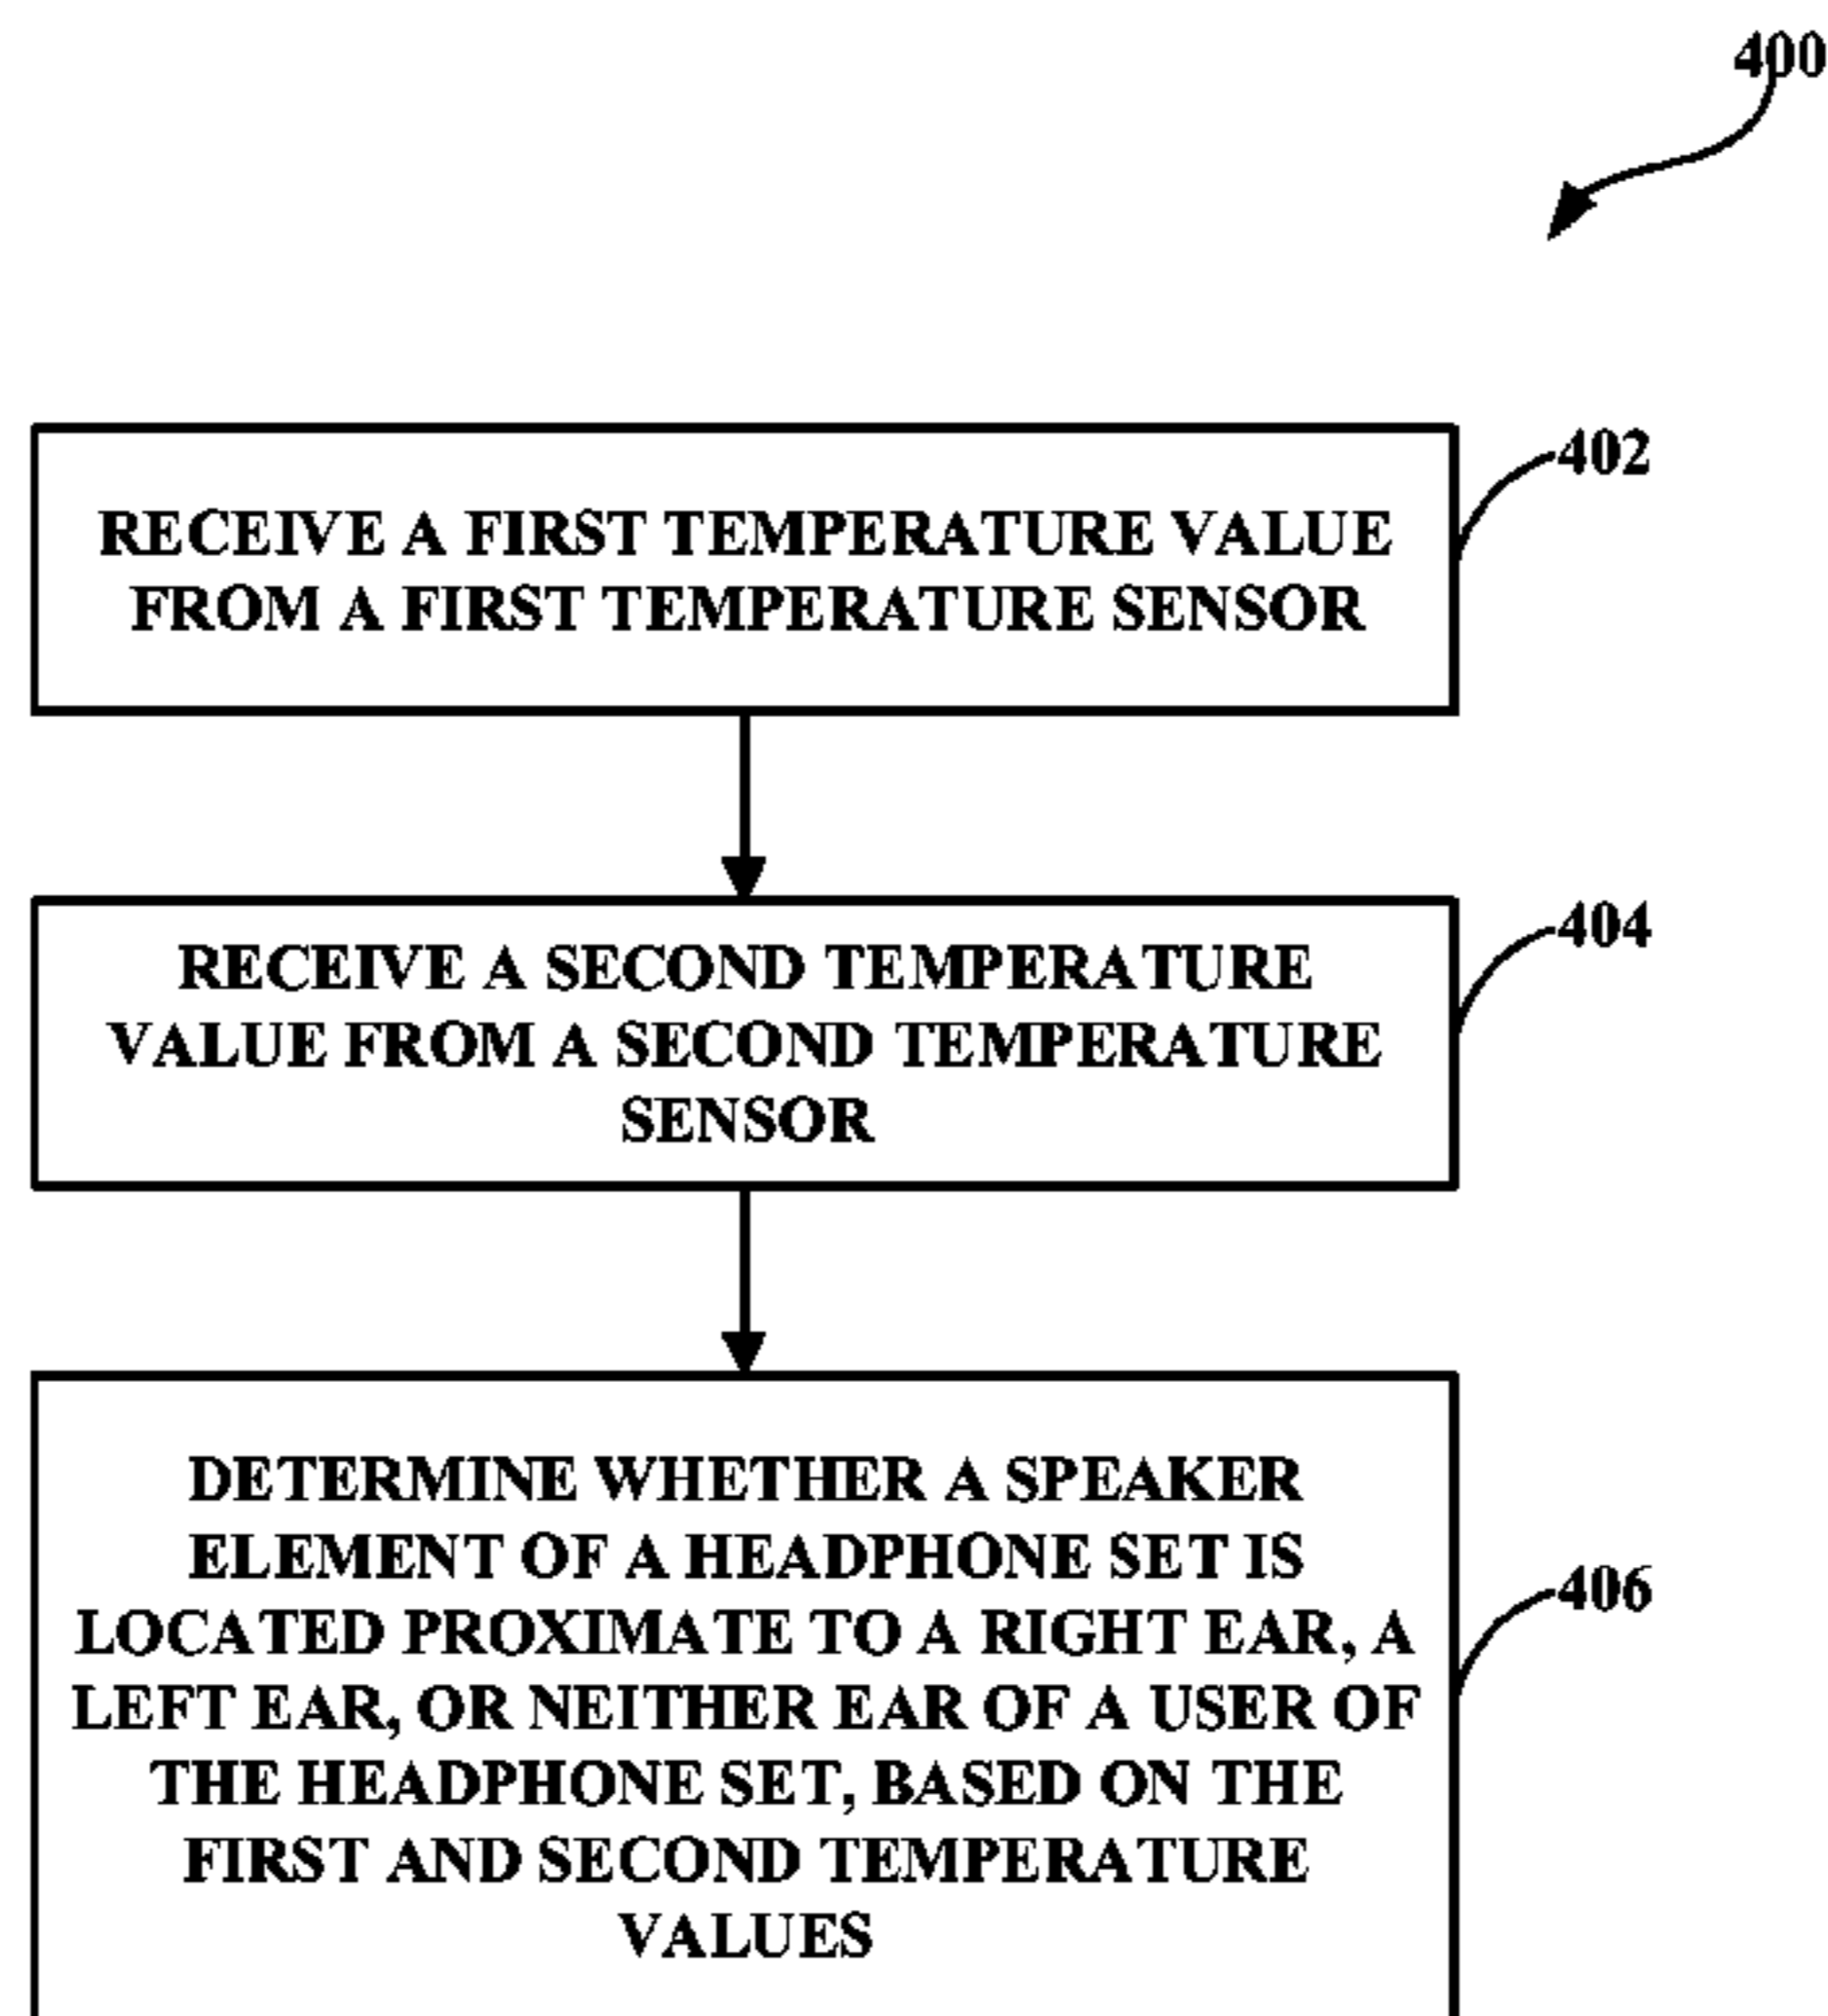 400
402
RECEIVE A FIRST TEMPERATURE VALUE
FROM A FIRST TEMPERATURE SENSOR
404
RECEIVE A SECOND TEMPERATURE
VALUE FROM A SECOND TEMPERATURE
SENSOR
406
DETERMINE WHETHER A SPEAKER
ELEMENT OF A HEADPHONE SET IS
LOCATED PROXIMATE TO A RIGHT EAR, A
LEFT EAR, OR NEITHER EAR OF A USER OF
THE HEADPHONE SET, BASED ON THE
FIRST AND SECOND TEMPERATURE
VALUES